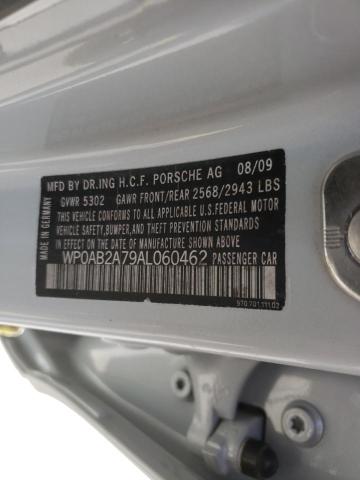 MFD BY DR.ING H.C.F. PORSCHE AG 08/09
GVWR 5302 GAWR FRONT/REAR 2568/2943 LBS
THIS VEHICLE CONFORMS TO ALL APPLICABLE U.S.FEDERAL MOTOR
VEHICLE SAFETY, BUMPER, AND THEFT PREVENTION STANDARDS IN
EFFECT ON THE DATE OF MANUFACTURE SHOWN ABOVE.
WP0AB2A79AL060462 PASSENGER CAR
970.701.111.02
MADE IN GERMANY